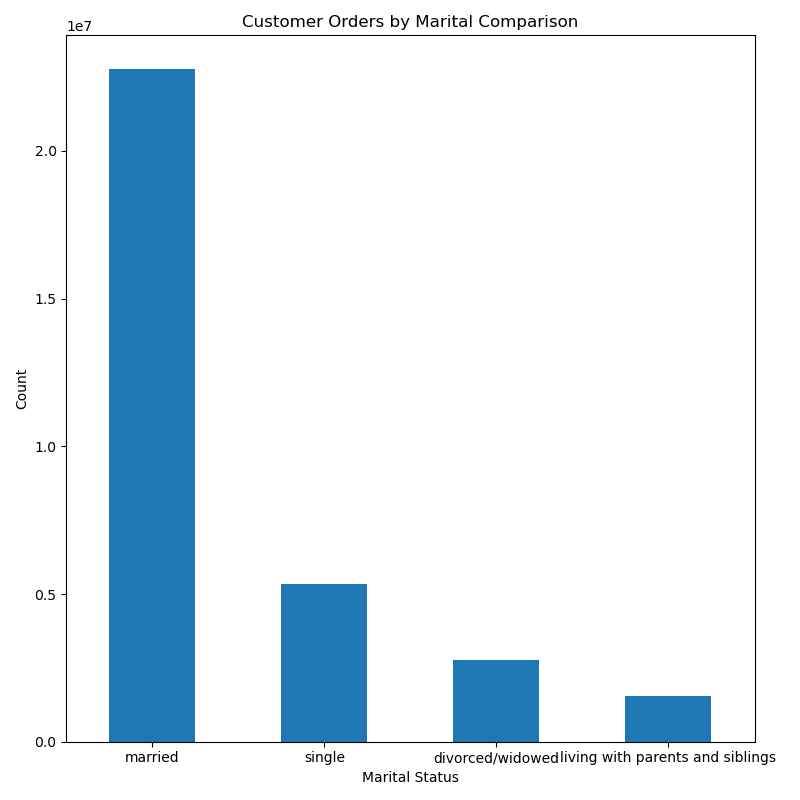 Customer Orders by Marital Comparison
1e7
2.0
1.5
1.0
0.5
0.0
Count
married single divorced/widowed living with parents and siblings
Marital Status